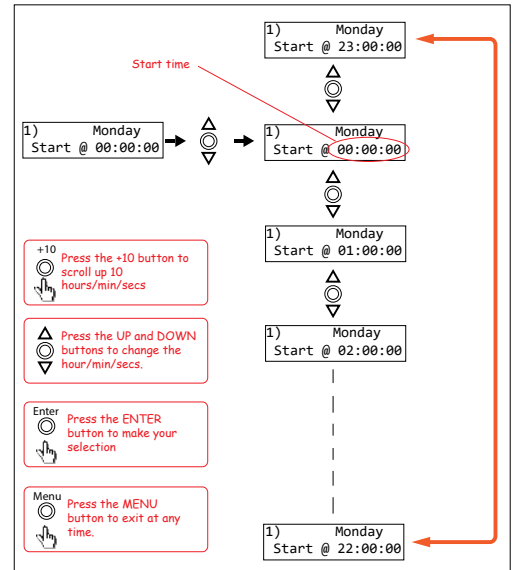 1) Monday
Start @ 23:00:00
Start time
1) Monday
Start @ 00:00:00
1) Monday
Start @ 00:00:00
1) Monday
Start @ 01:00:00
+10
Press the +10 button to
scroll up 10
hours/min/secs
Press the UP and DOWN
buttons to change the
hour/min/secs.
1) Monday
Start @ 02:00:00
Enter
Press the ENTER
button to make your
selection
Menu
Press the MENU
button to exit at any
time.
1) Monday
Start @ 22:00:00